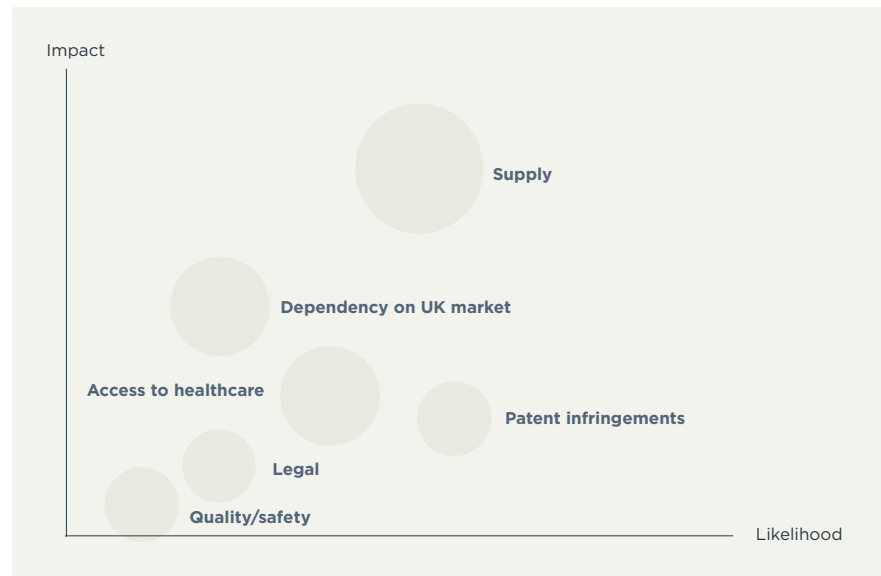 Impact
Supply
Dependency on UK market
Access to healthcare
Patent infringements
Legal
Quality/safety
Likelihood